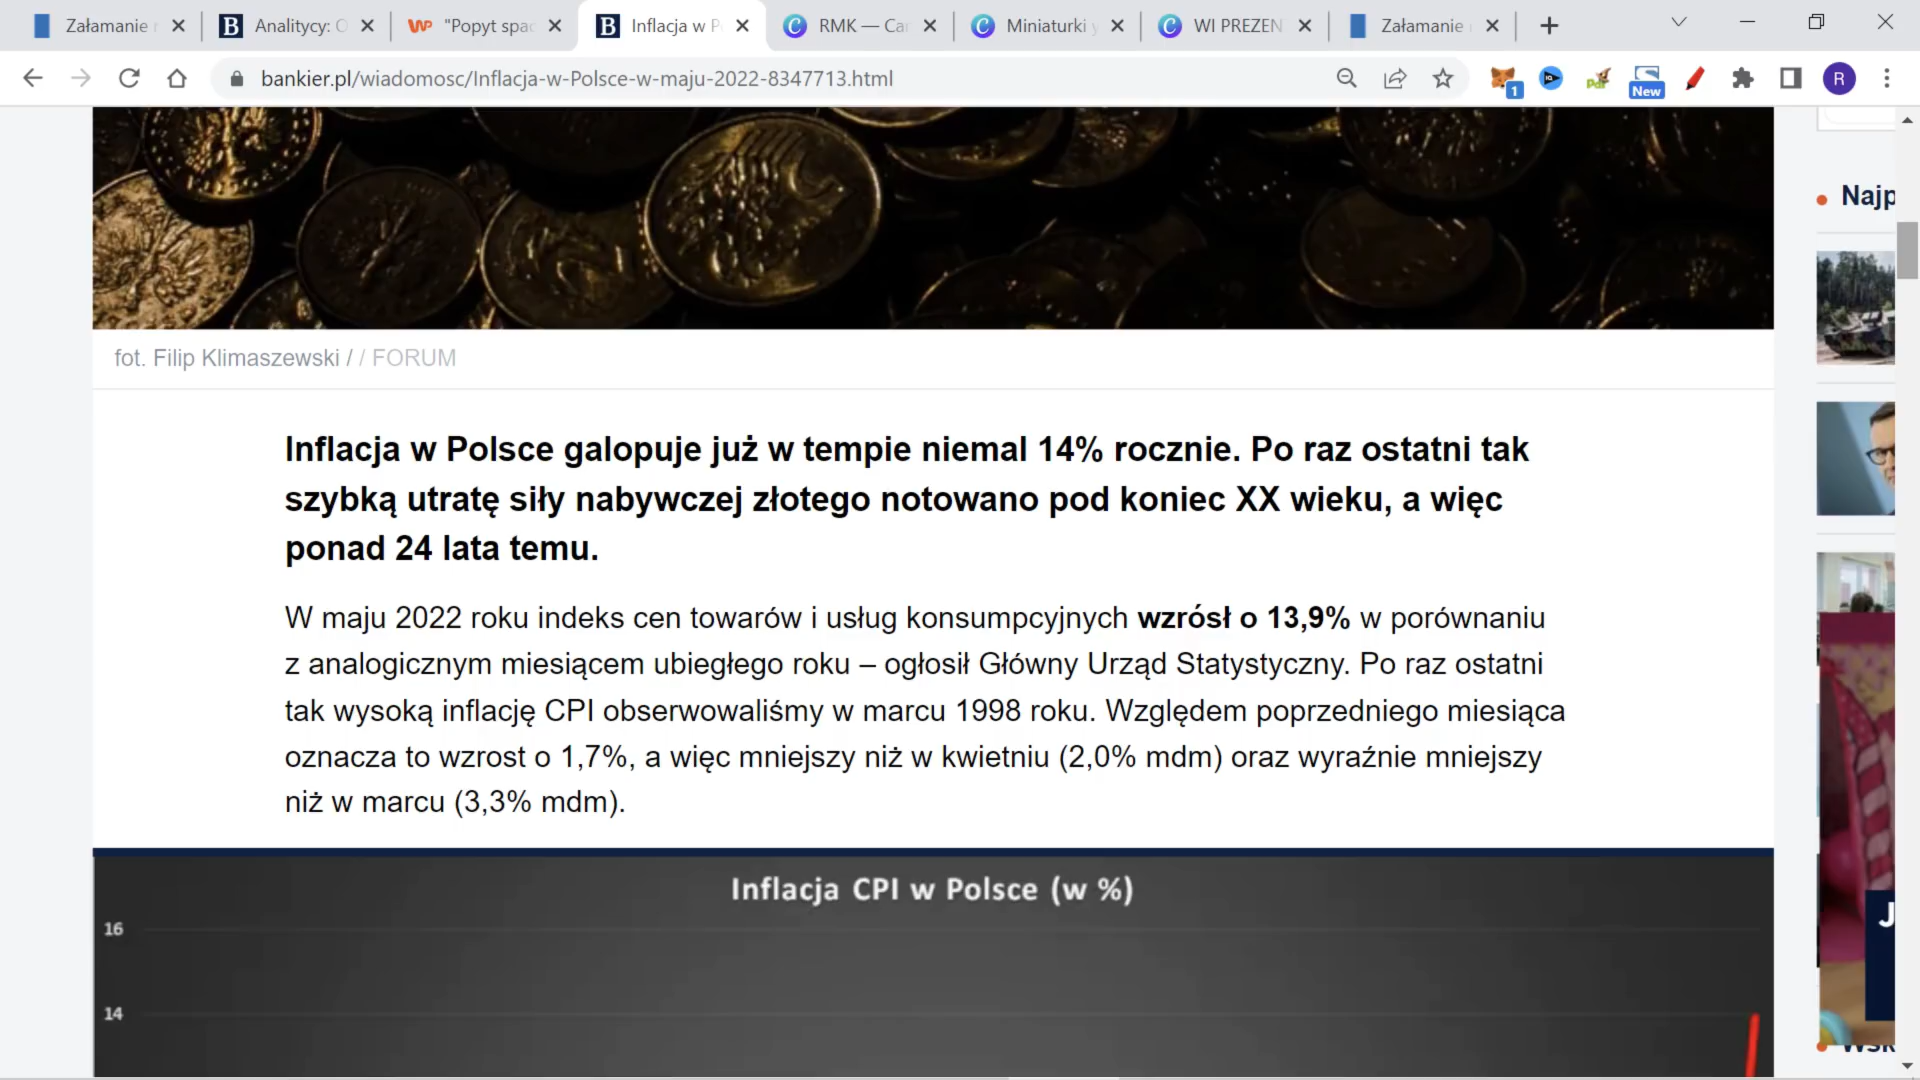 Załamanie
Analitycy: O
"Popyt spac
Inflacja w P
RMK — Car
Miniaturki y
WI PREZEN
Załamanie
bankier.pl/wiadomosc/Inflacja-w-Polsce-w-maju-2022-8347713.html
1
New
R
Najp
fot. Filip Klimaszewski / / FORUM
Inflacja w Polsce galopuje już w tempie niemal 14% rocznie. Po raz ostatni tak
szybką utratę siły nabywczej złotego notowano pod koniec XX wieku, a więc
ponad 24 lata temu.
W maju 2022 roku indeks cen towarów i usług konsumpcyjnych wzrósł o 13,9% w porównaniu
z analogicznym miesiącem ubiegłego roku – ogłosił Główny Urząd Statystyczny. Po raz ostatni
tak wysoką inflację CPI obserwowaliśmy w marcu 1998 roku. Względem poprzedniego miesiąca
oznacza to wzrost o 1,7%, a więc mniejszy niż w kwietniu (2,0% mdm) oraz wyraźnie mniejszy
niż w marcu (3,3% mdm).
Inflacja CPI w Polsce (w %)
16
14
J